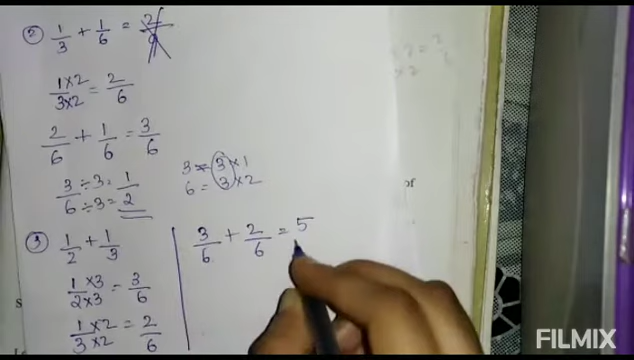 ② 1/3 + 1/6 = 2/9
1×2/3×2 = 2/6
2/6 + 1/6 = 3/6
3 = 3 × 1
6 = 3 × 2
3÷3/6÷3 = 1/2
③ 1/2 + 1/3
1×3/2×3 = 3/6
1×2/3×2 = 2/6
3/6 + 2/6 = 5
of
FILMIX